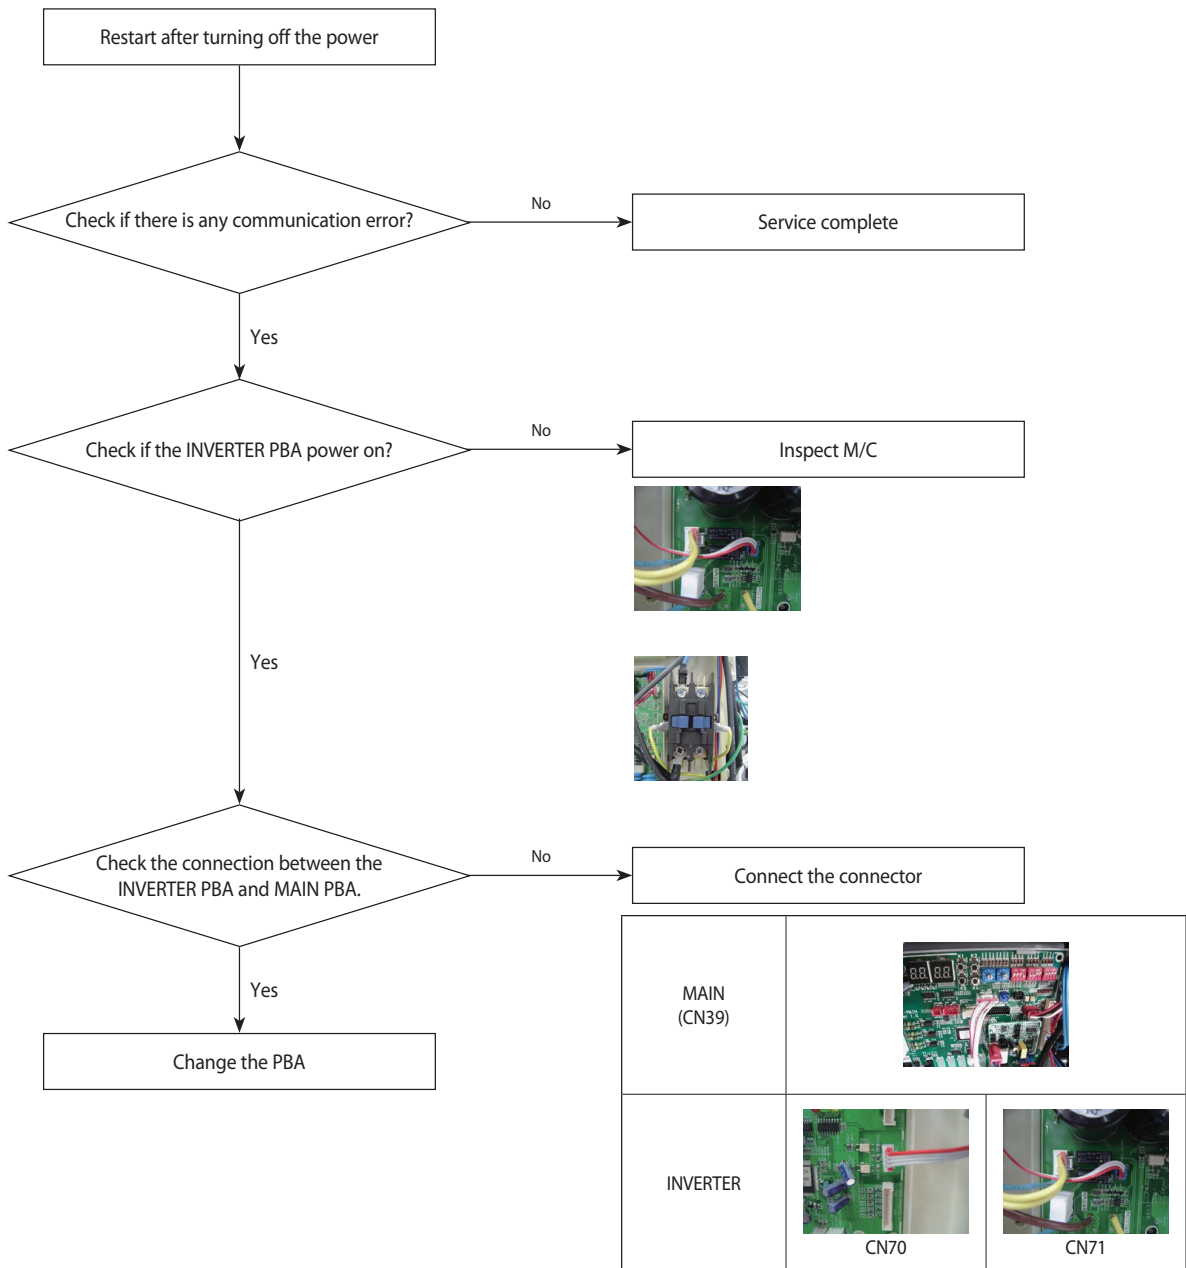 Restart after turning off the power
Check if there is any communication error?
No
Service complete
Yes
Check if the INVERTER PBA power on?
No
Inspect M/C
Yes
Check the connection between the
INVERTER PBA and MAIN PBA.
No
Connect the connector
Yes
Change the PBA
MAIN
(CN39)
INVERTER
CN70
CN71